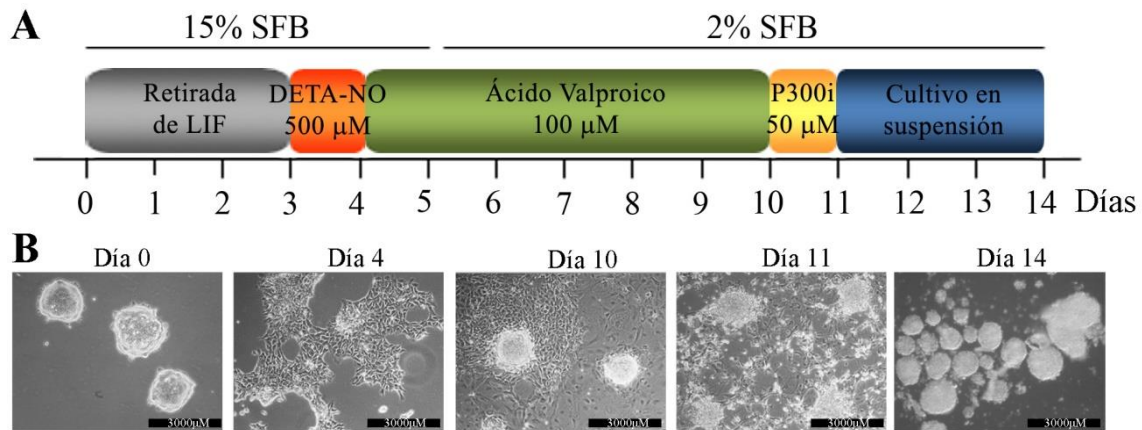 A
15% SFB 2% SFB
Retirada de LIF
DETA-NO 500 μM
Ácido Valproico 100 μM
P300i 50 μM
Cultivo en suspensión
0 1 2 3 4 5 6 7 8 9 10 11 12 13 14 Días
B
Día 0 Día 4 Día 10 Día 11 Día 14
3000μM 3000μM 3000μM 3000μM 3000μM